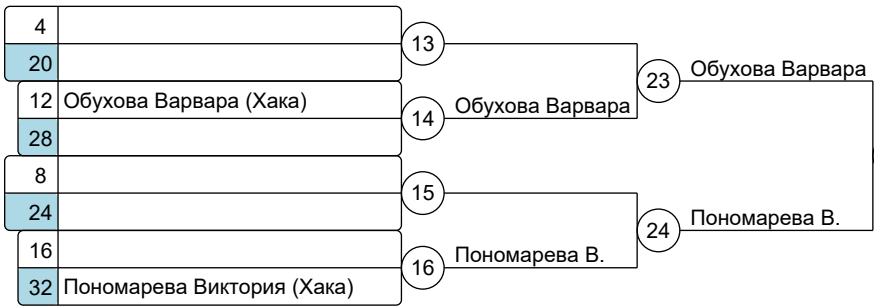 4
13
20
23 Обухова Варвара
12 Обухова Варвара (Хака)
14 Обухова Варвара
28
8
15
24
24 Пономарева В.
16
16 Пономарева В.
32 Пономарева Виктория (Хака)